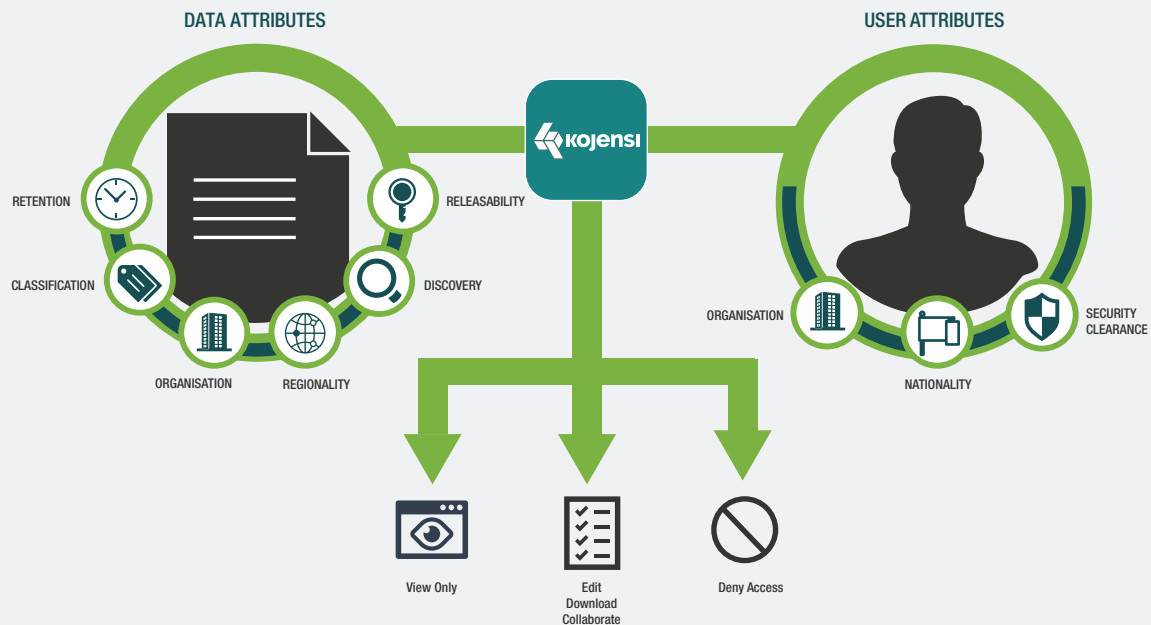 DATA ATTRIBUTES
USER ATTRIBUTES
KOJENSI
RETENTION
RELEASABILITY
CLASSIFICATION
DISCOVERY
ORGANISATION
REGIONALITY
ORGANISATION
SECURITY
CLEARANCE
NATIONALITY
View Only
Edit
Download
Collaborate
Deny Access